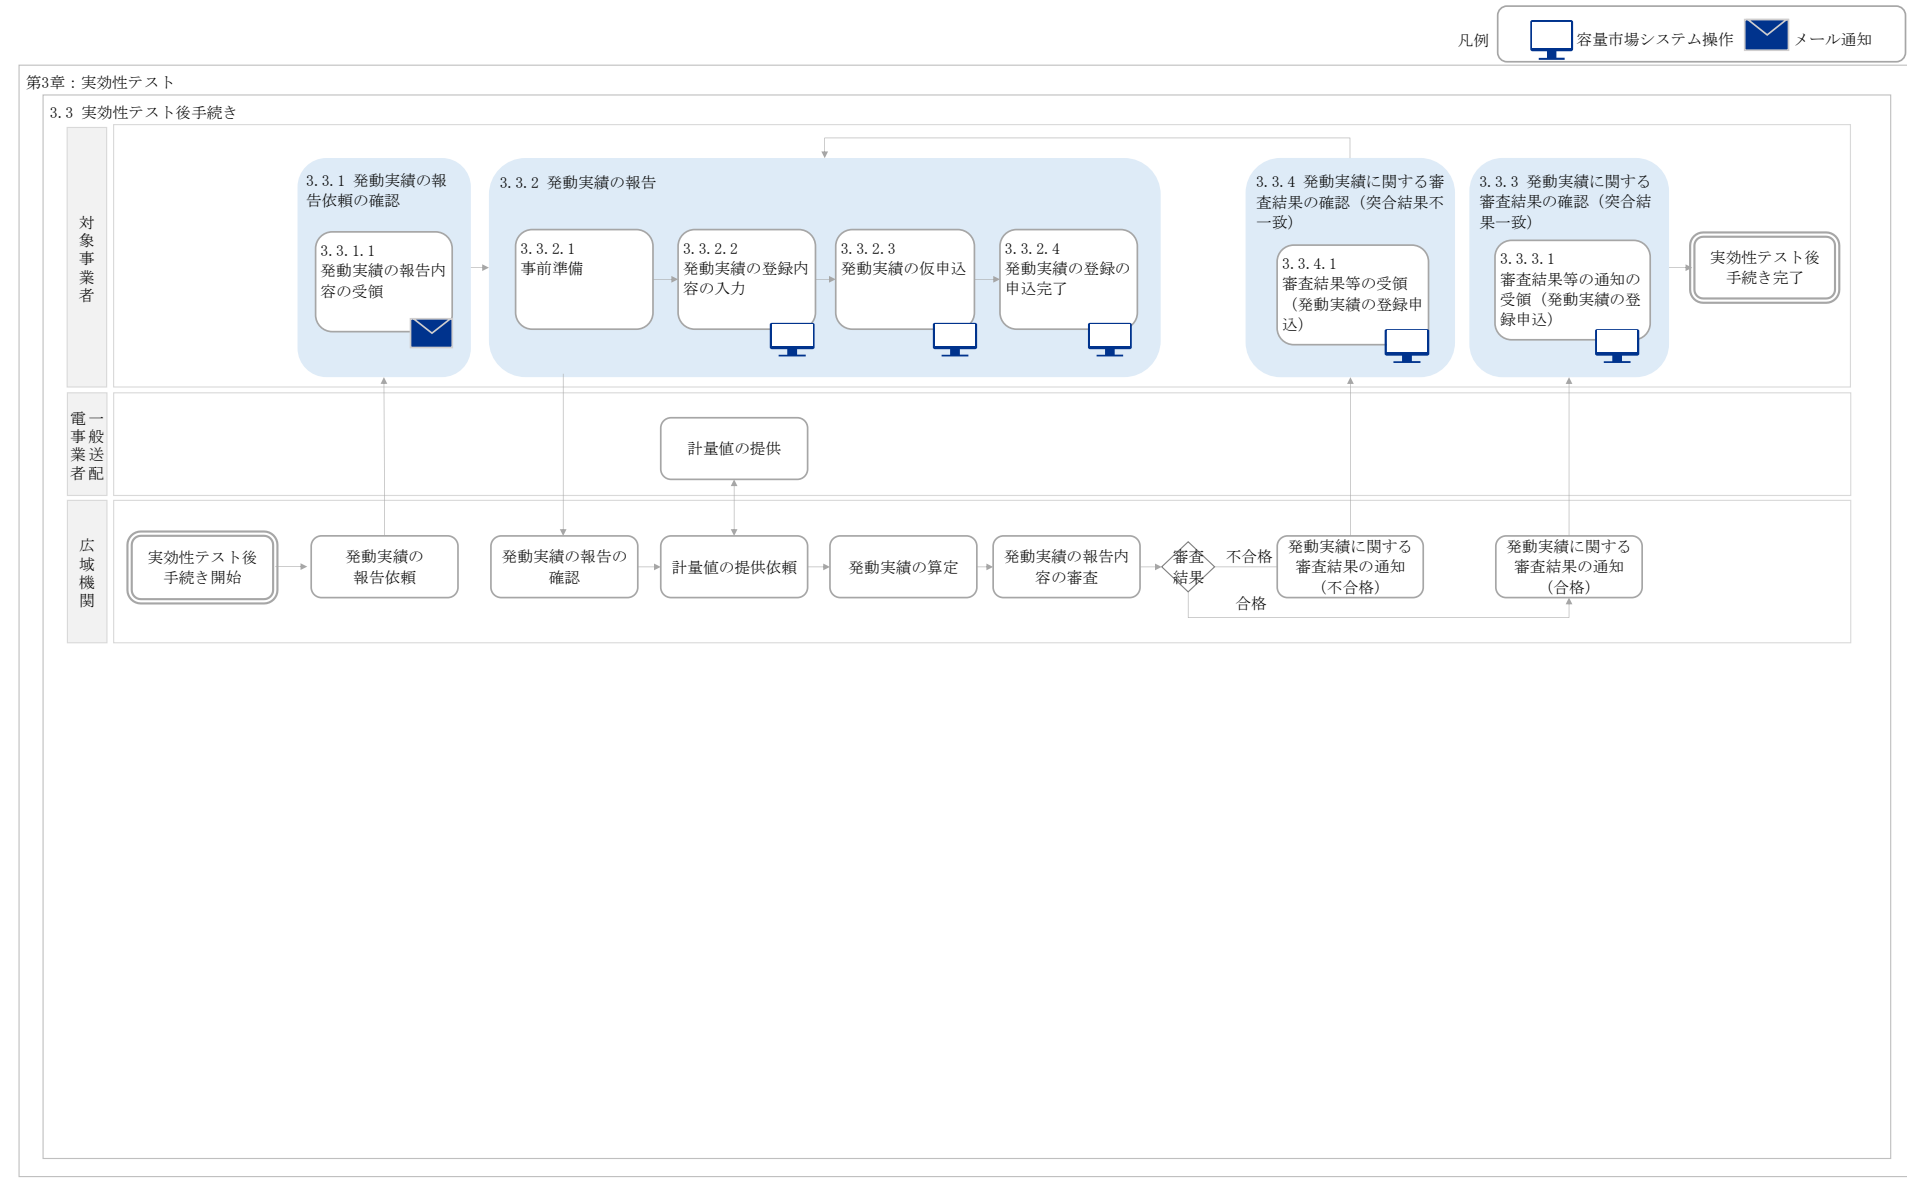 凡例
容量市場システム操作
メール通知
第3章：実効性テスト
3.3 実効性テスト後手続き
対象事業者
3.3.1 発動実績の報
告依頼の確認
3.3.1.1
発動実績の報告内
容の受領
3.3.2 発動実績の報告
3.3.2.1
事前準備
3.3.2.2
発動実績の登録内
容の入力
3.3.2.3
発動実績の仮申込
3.3.2.4
発動実績の登録の
申込完了
3.3.4 発動実績に関する審
査結果の確認（突合結果不
一致）
3.3.4.1
審査結果等の受領
（発動実績の登録申
込）
3.3.3 発動実績に関する
審査結果の確認（突合結
果一致）
3.3.3.1
審査結果等の通知の
受領（発動実績の登
録申込）
実効性テスト後
手続き完了
一般送配
電事業者
計量値の提供
広域機関
実効性テスト後
手続き開始
発動実績の
報告依頼
発動実績の報告の
確認
計量値の提供依頼
発動実績の算定
発動実績の報告内
容の審査
審査
結果
不合格
合格
発動実績に関する
審査結果の通知
（不合格）
発動実績に関する
審査結果の通知
（合格）